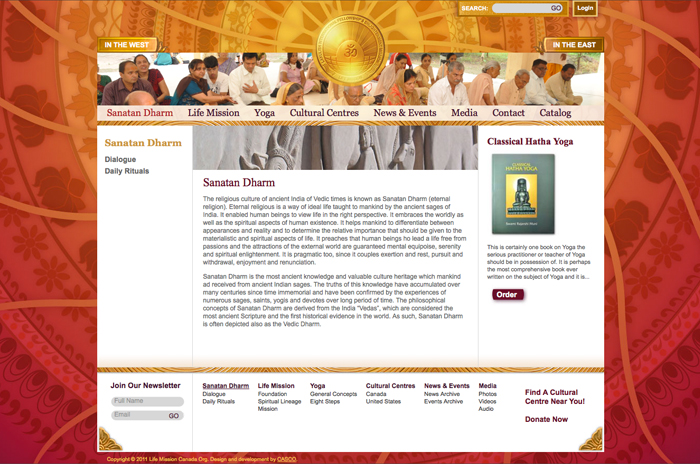 SEARCH: GO Login
IN THE WEST
IN THE EAST
Sanatan Dharm Life Mission Yoga Cultural Centres News & Events Media Contact Catalog
Sanatan Dharm
Dialogue
Daily Rituals
Sanatan Dharm
The religious culture of ancient India of Vedic times is known as Sanatan Dharm (eternal
religion). Eternal religion is a way of ideal life taught to mankind by the ancient sages of
India. It enabled human beings to view life in the right perspective. It embraces the worldly as
well as the spiritual aspects of human existence. It helps mankind to differentiate between
appearances and reality and to determine the relative importance that should be given to the
materialistic and spiritual aspects of life. It preaches that human beings ho lead a life free from
passions and the attractions of the external world are guaranteed mental equipoise, serenity
and spiritual enlightenment. It is pragmatic too, since it couples exertion and rest, pursuit and
withdrawal, enjoyment and renunciation.
Sanatan Dharm is the most ancient knowledge and valuable culture heritage which mankind
ad received from ancient Indian sages. The truths of this knowledge have accumulated over
many centuries since time immemorial and have been confirmed by the experiences of
numerous sages, saints, yogis and devotes over long period of time. The philosophical
concepts of Sanatan Dharm are derived from the India "Vedas", which are considered the
most ancient Scripture and the first historical evidence in the world. As such, Sanatan Dharm
is often depicted also as the Vedic Dharm.
Classical Hatha Yoga
CLASSICAL
HATHA YOGA
This is certainly one book on Yoga the
serious practitioner or teacher of Yoga
should be in possession of. It is perhaps
the most comprehensive book ever
written on the subject of Yoga and it is...
Order
Join Our Newsletter
Full Name
Email GO
Sanatan Dharm
Dialogue
Daily Rituals
Life Mission
Foundation
Spiritual Lineage
Mission
Yoga
General Concepts
Eight Steps
Cultural Centres
Canada
United States
News & Events
News Archive
Events Archive
Media
Photos
Videos
Audio
Find A Cultural
Centre Near You!
Donate Now
Copyright © 2011 Life Mission Canada Org. Design and development by CASCO.